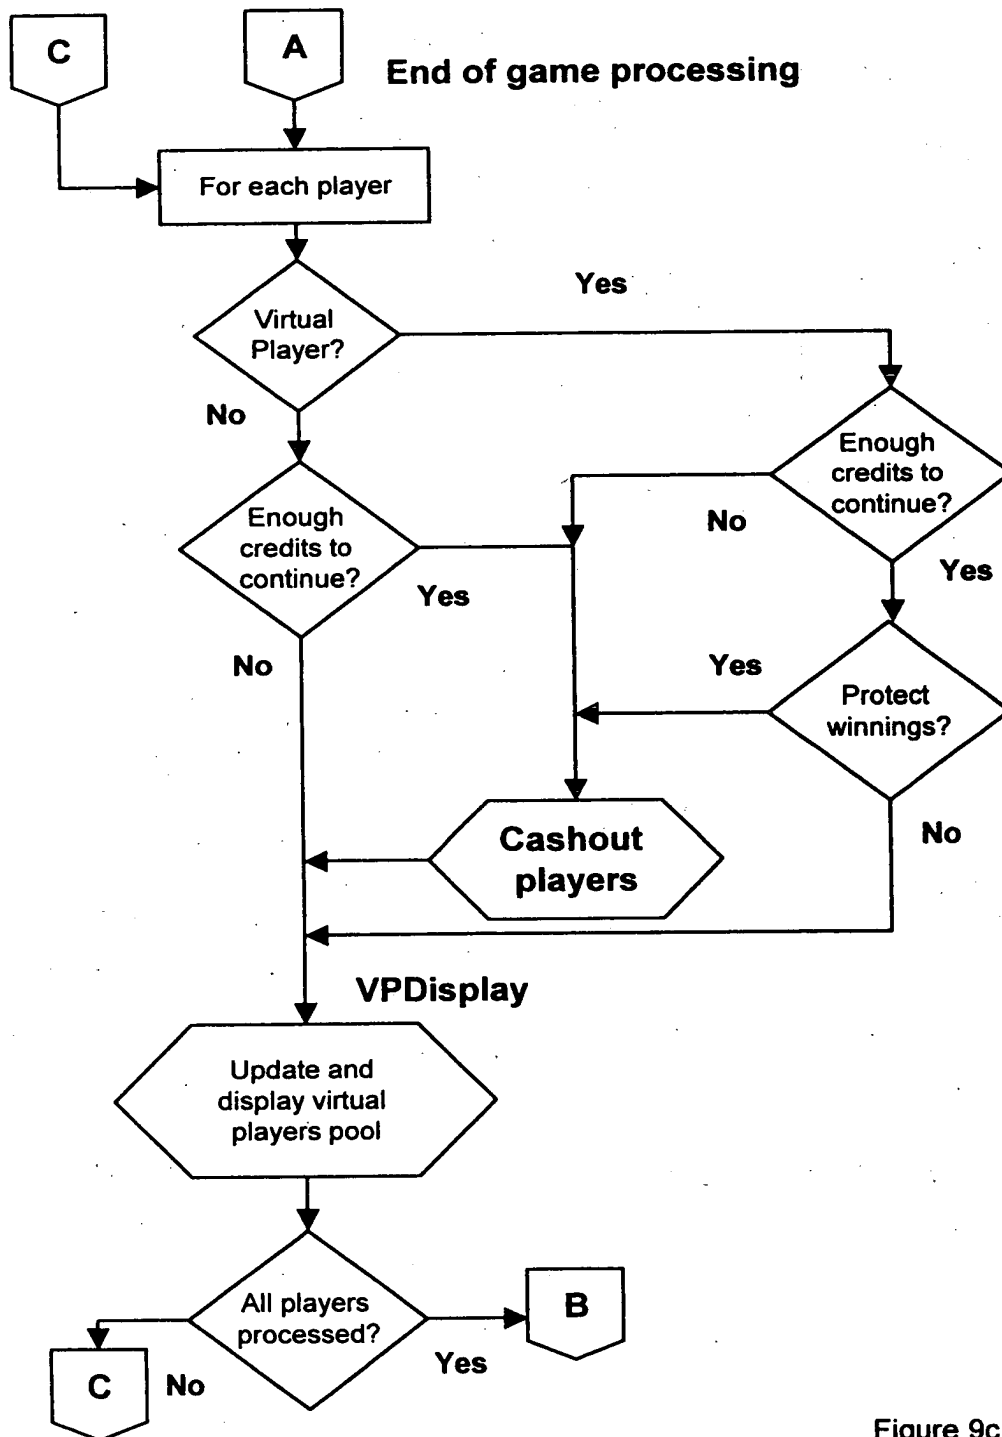 C
A
End of game processing
For each player
Yes
Virtual
Player?
No
Enough
credits to
continue?
No
Enough
credits to
continue?
Yes
Yes
No
Yes
Protect
winnings?
Cashout
players
No
VPDisplay
Update and
display virtual
players pool
All players
processed?
B
Yes
C
No
Figure 9c